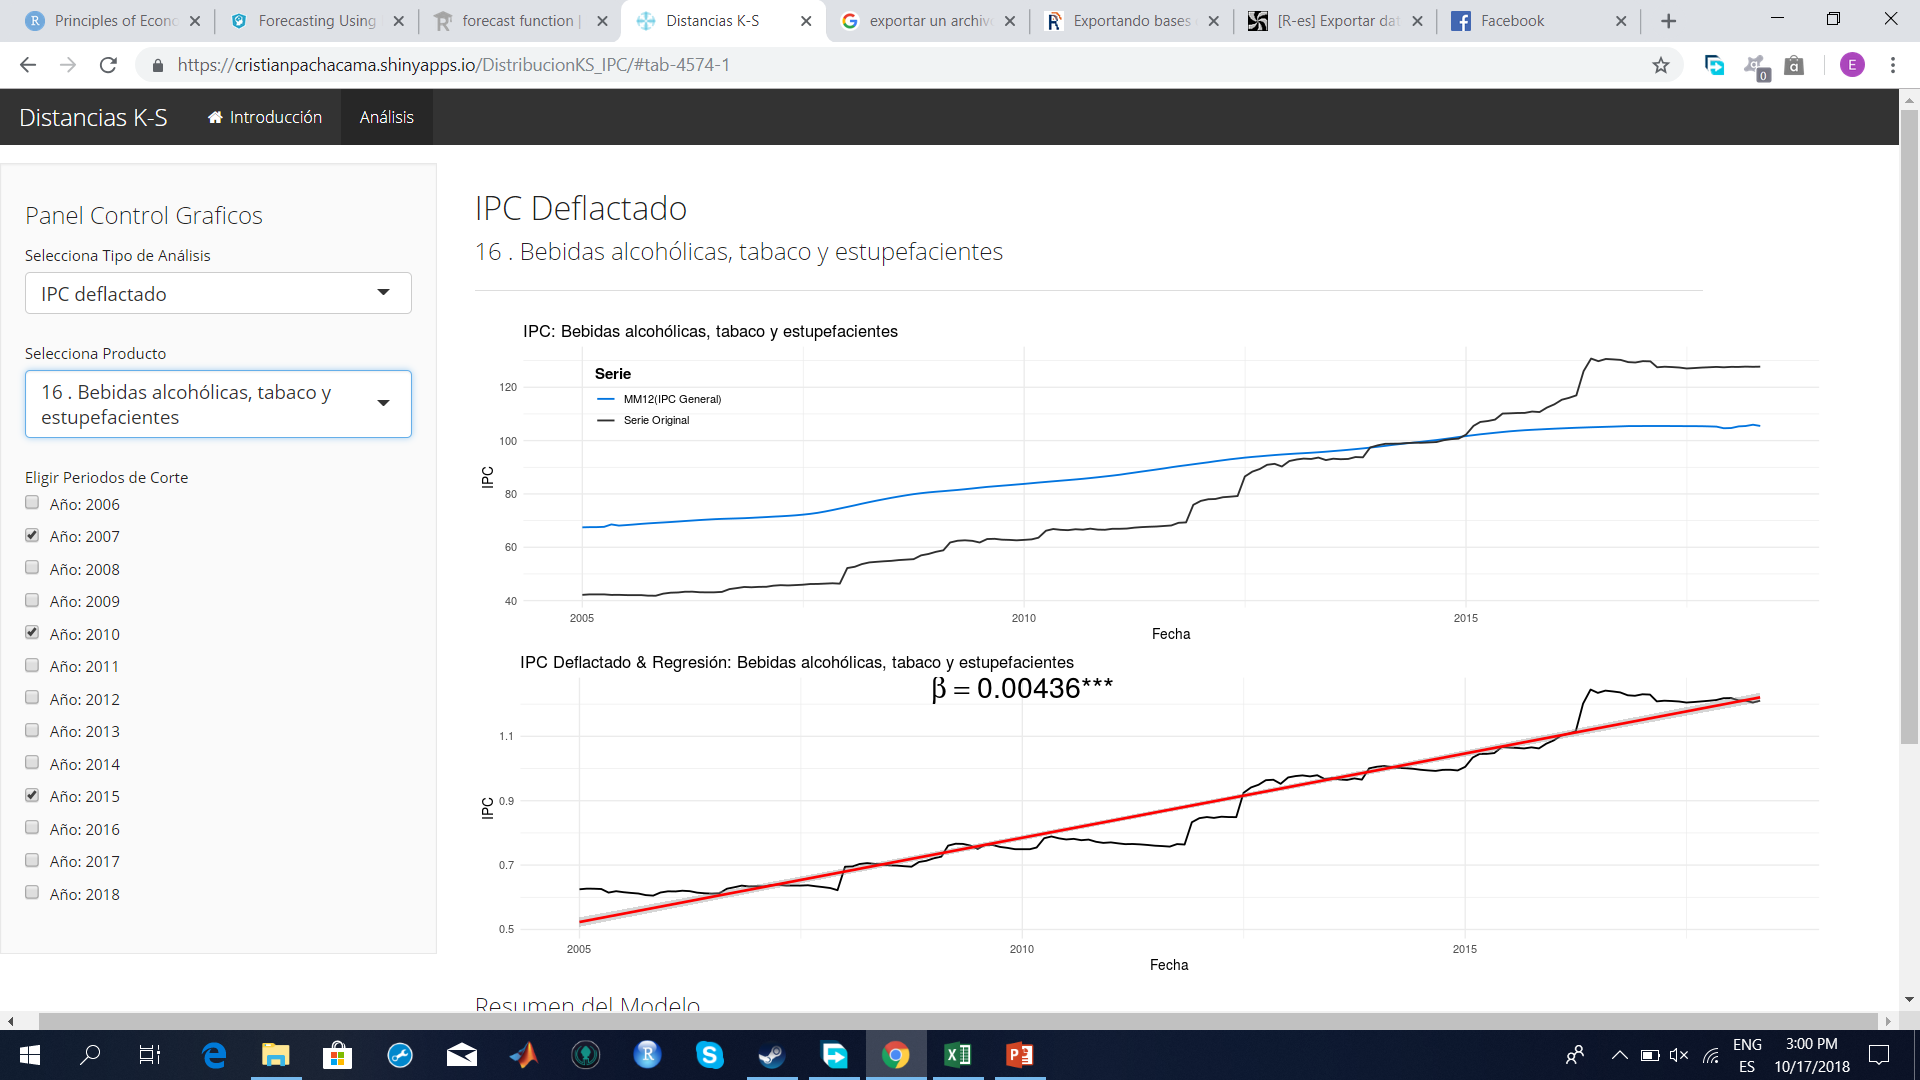 Principles of Econo
Forecasting Using
forecast function |
Distancias K-S
exportar un archiv
Exportando bases
[R-es] Exportar dat
Facebook
https://cristianpachacama.shinyapps.io/DistribucionKS_IPC/#tab-4574-1
0
E
Distancias K-S
Introducción
Análisis
Panel Control Graficos
Selecciona Tipo de Análisis
IPC deflactado
Selecciona Producto
16 . Bebidas alcohólicas, tabaco y
estupefacientes
Eligir Periodos de Corte
Año: 2006
Año: 2007
Año: 2008
Año: 2009
Año: 2010
Año: 2011
Año: 2012
Año: 2013
Año: 2014
Año: 2015
Año: 2016
Año: 2017
Año: 2018
IPC Deflactado
16 . Bebidas alcohólicas, tabaco y estupefacientes
IPC: Bebidas alcohólicas, tabaco y estupefacientes
Serie
MM12(IPC General)
Serie Original
120
100
80
60
40
IPC
2005
2010
2015
Fecha
IPC Deflactado & Regresión: Bebidas alcohólicas, tabaco y estupefacientes
β = 0.00436***
1.1
0.9
0.7
0.5
IPC
2005
2010
2015
Fecha
Resumen del Modelo
ENG
ES
3:00 PM
10/17/2018